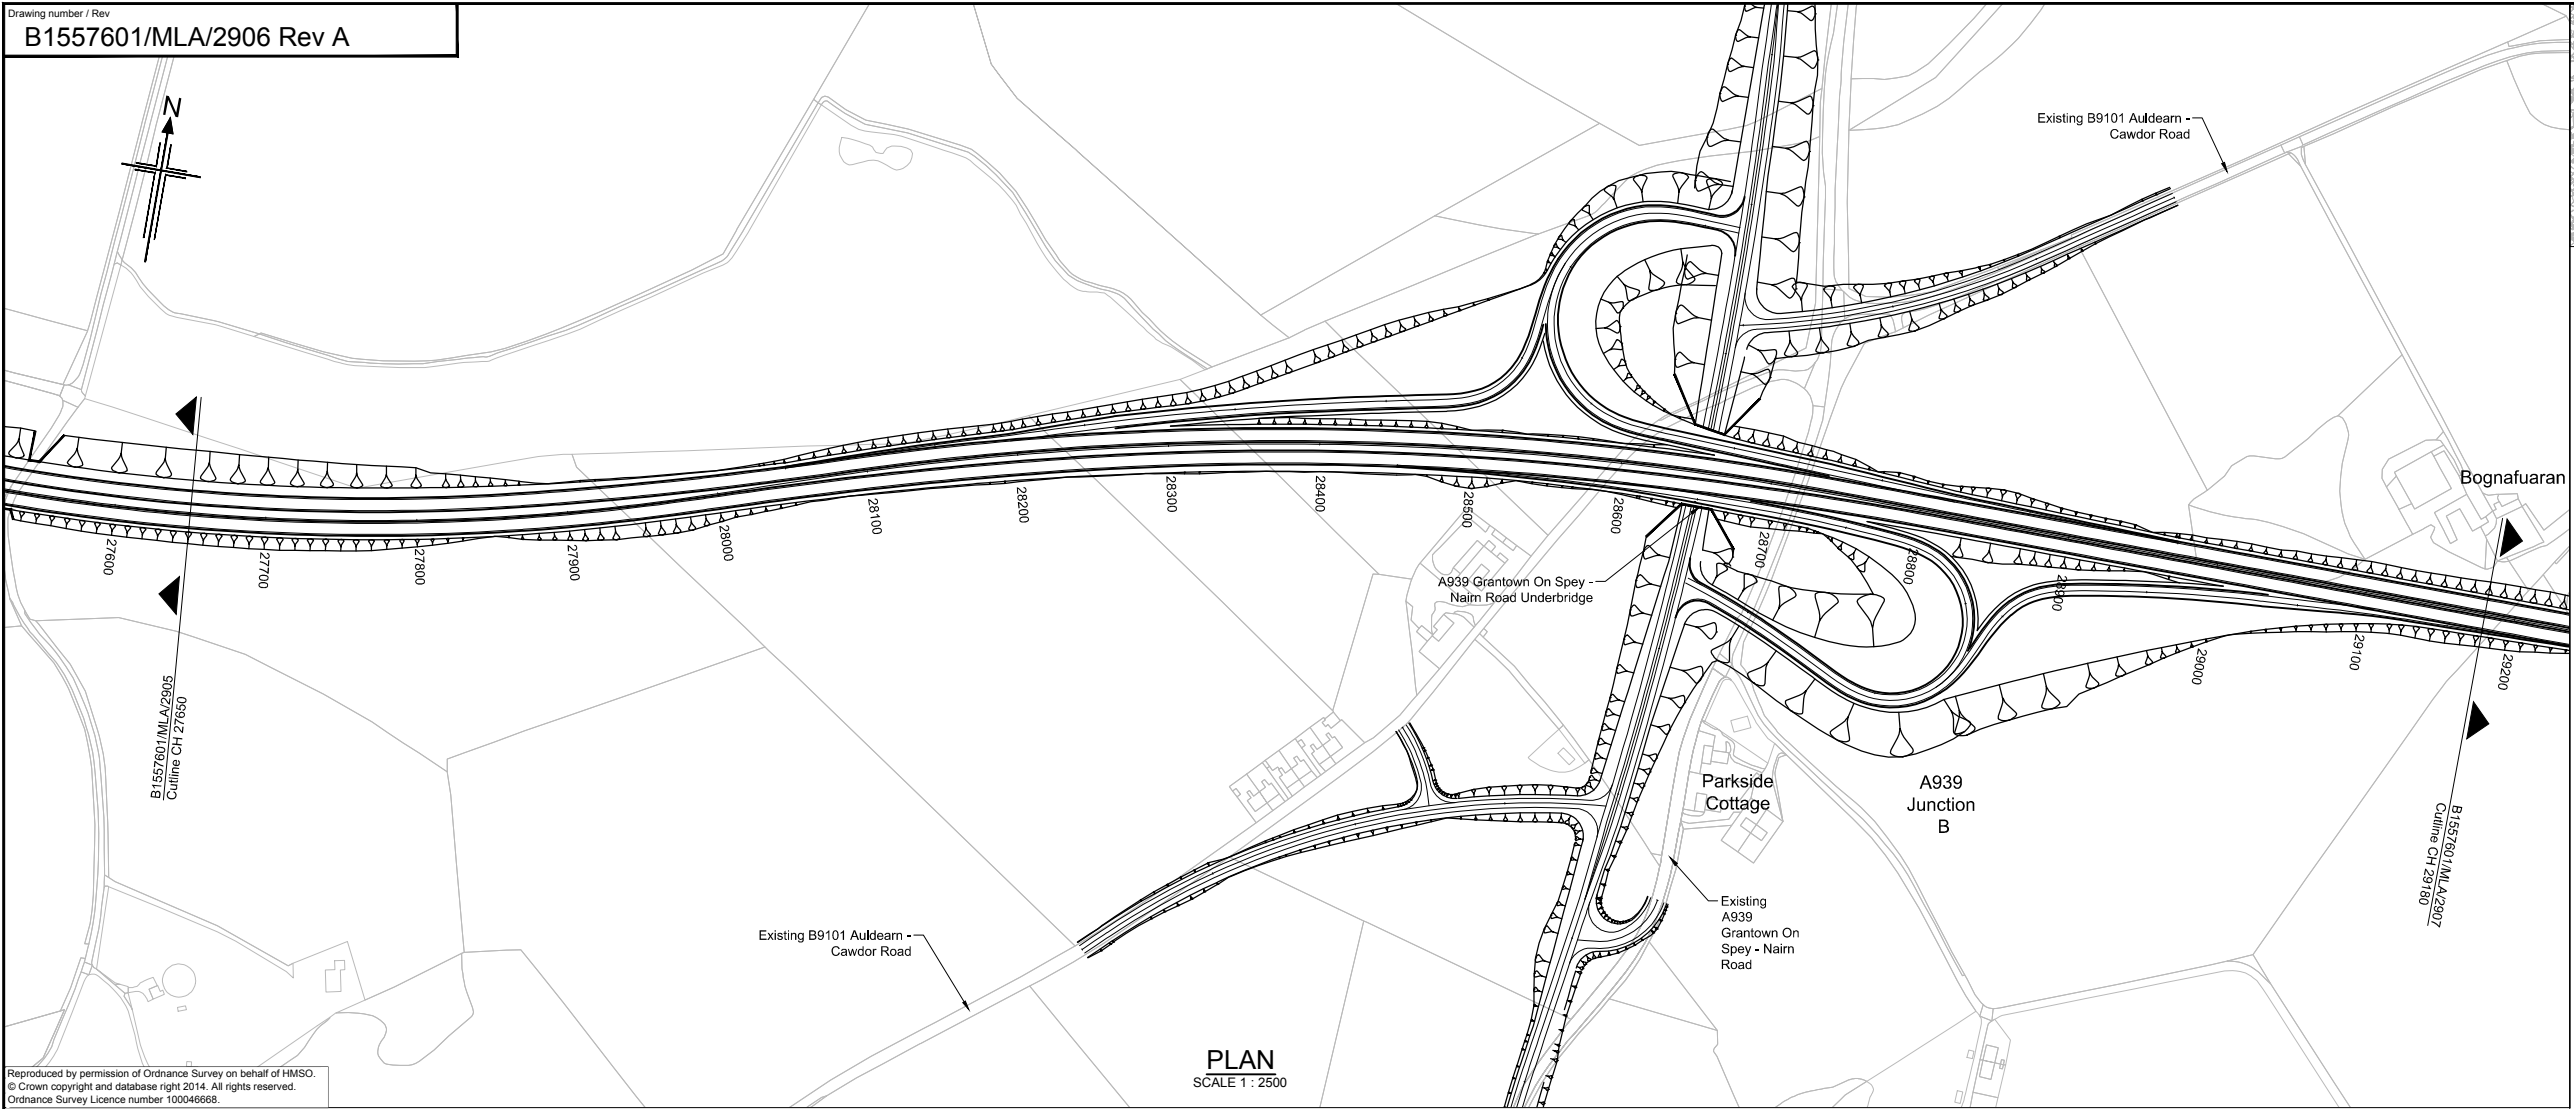 Drawing number / Rev
B1557601/MLA/2906 Rev A
N
Existing B9101 Auldearn -
Cawdor Road
Bognafuaran
27600
27700
27800
27900
28000
28100
28200
28300
28400
28500
28600
28700
28800
28900
29000
29100
29200
A939 Grantown On Spey -
Nairn Road Underbridge
B1557601/MLA/2905
Cutline CH 27650
Parkside
Cottage
A939
Junction
B
B1557601/MLA/2907
Cutline CH 29180
Existing
A939
Grantown On
Spey - Nairn
Road
Existing B9101 Auldearn -
Cawdor Road
PLAN
SCALE 1 : 2500
Reproduced by permission of Ordnance Survey on behalf of HMSO.
© Crown copyright and database right 2014. All rights reserved.
Ordnance Survey Licence number 100046668.